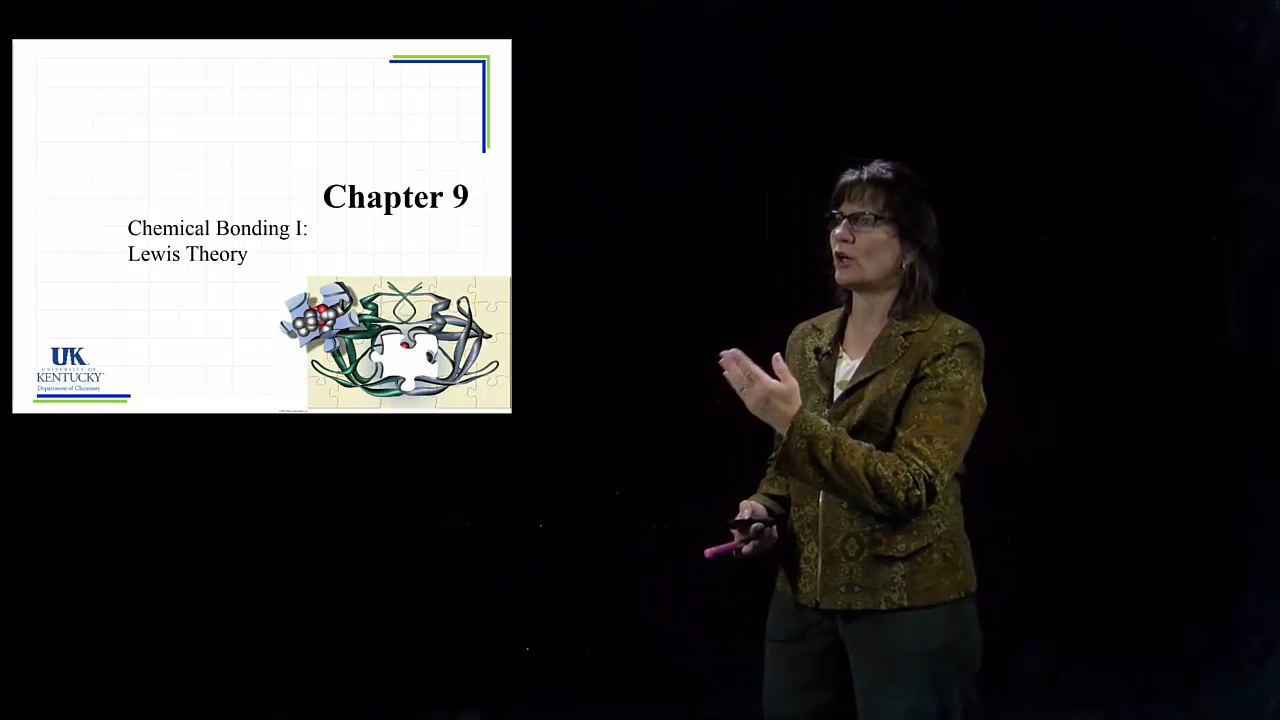 Chapter 9
Chemical Bonding I:
Lewis Theory
UK
UNIVERSITY OF
KENTUCKY
Department of Chemistry